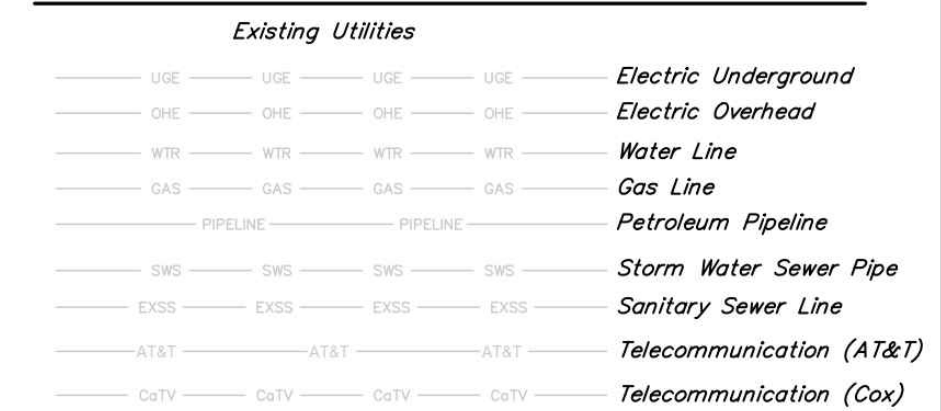 Existing Utilities
UGE UGE UGE UGE Electric Underground
OHE OHE OHE OHE Electric Overhead
WTR WTR WTR WTR Water Line
GAS GAS GAS GAS Gas Line
PIPELINE PIPELINE Petroleum Pipeline
SWS SWS SWS SWS Storm Water Sewer Pipe
EXSS EXSS EXSS EXSS Sanitary Sewer Line
AT&T AT&T AT&T Telecommunication (AT&T)
CaTV CaTV CaTV CaTV Telecommunication (Cox)